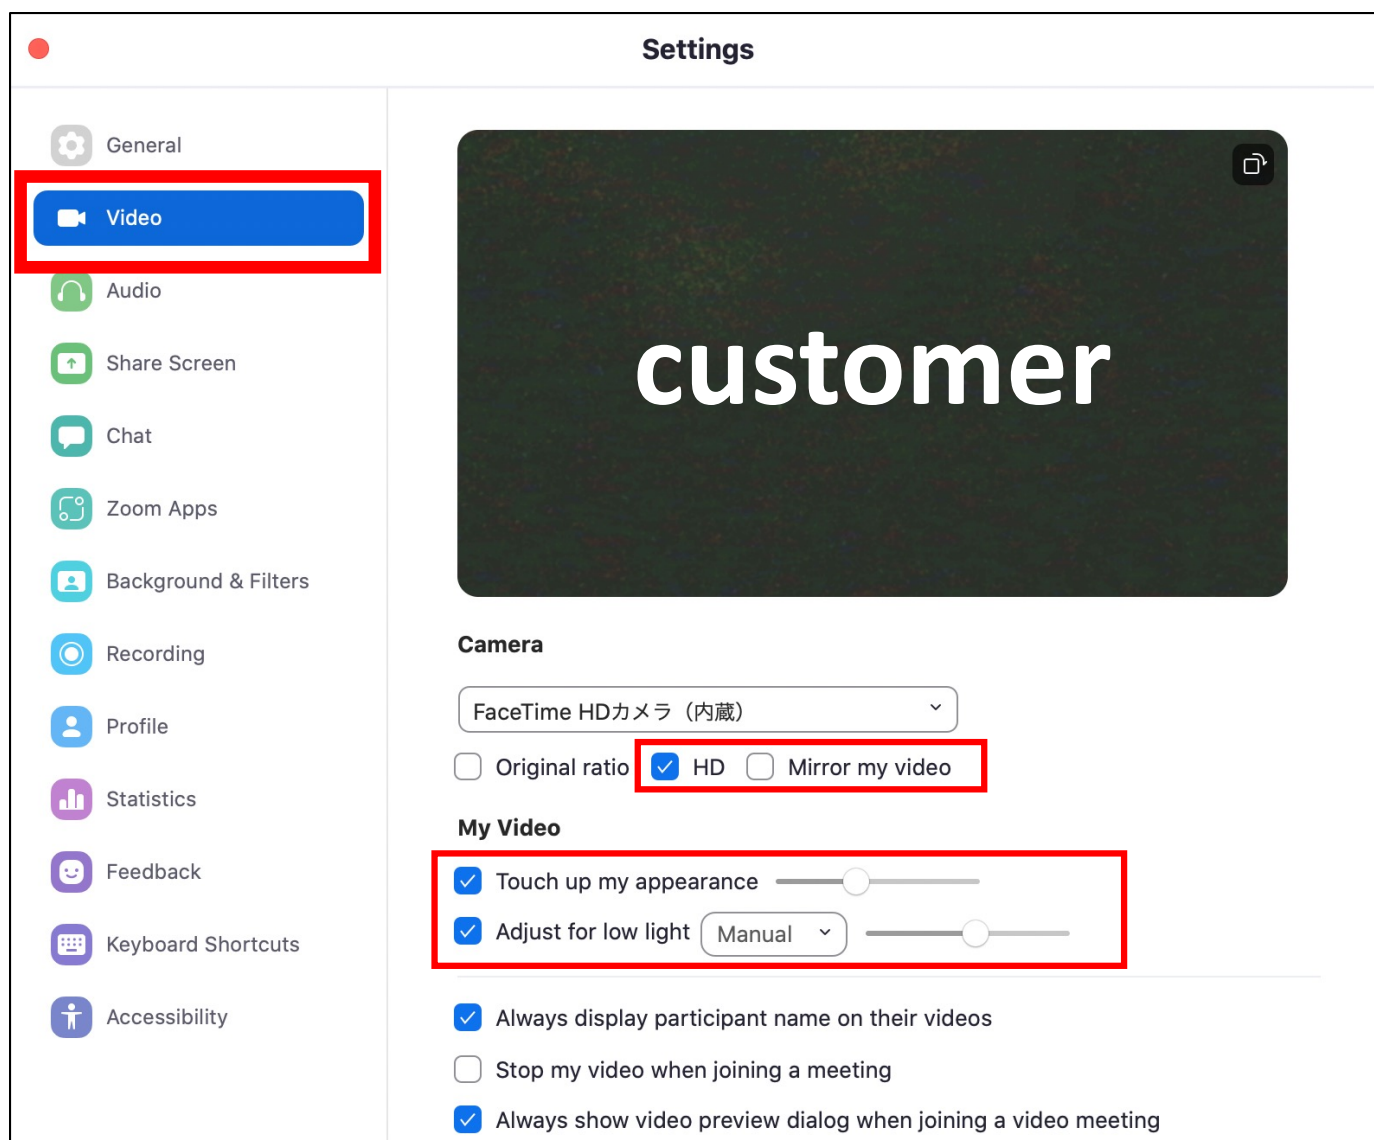 Settings
General
Video
Audio
Share Screen
Chat
Zoom Apps
Background & Filters
Recording
Profile
Statistics
Feedback
Keyboard Shortcuts
Accessibility
customer
Camera
FaceTime HDカメラ（内蔵）
Original ratio HD Mirror my video
My Video
Touch up my appearance
Adjust for low light Manual
Always display participant name on their videos
Stop my video when joining a meeting
Always show video preview dialog when joining a video meeting